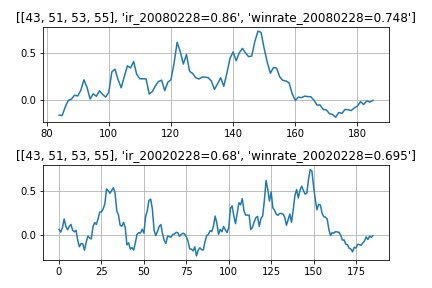 [[43, 51, 53, 55], 'ir_20080228=0.86', 'winrate_20080228=0.748']
0.5
0.0
80 100 120 140 160 180
[[43, 51, 53, 55], 'ir_20020228=0.68', 'winrate_20020228=0.695']
0.5
0.0
0 25 50 75 100 125 150 175